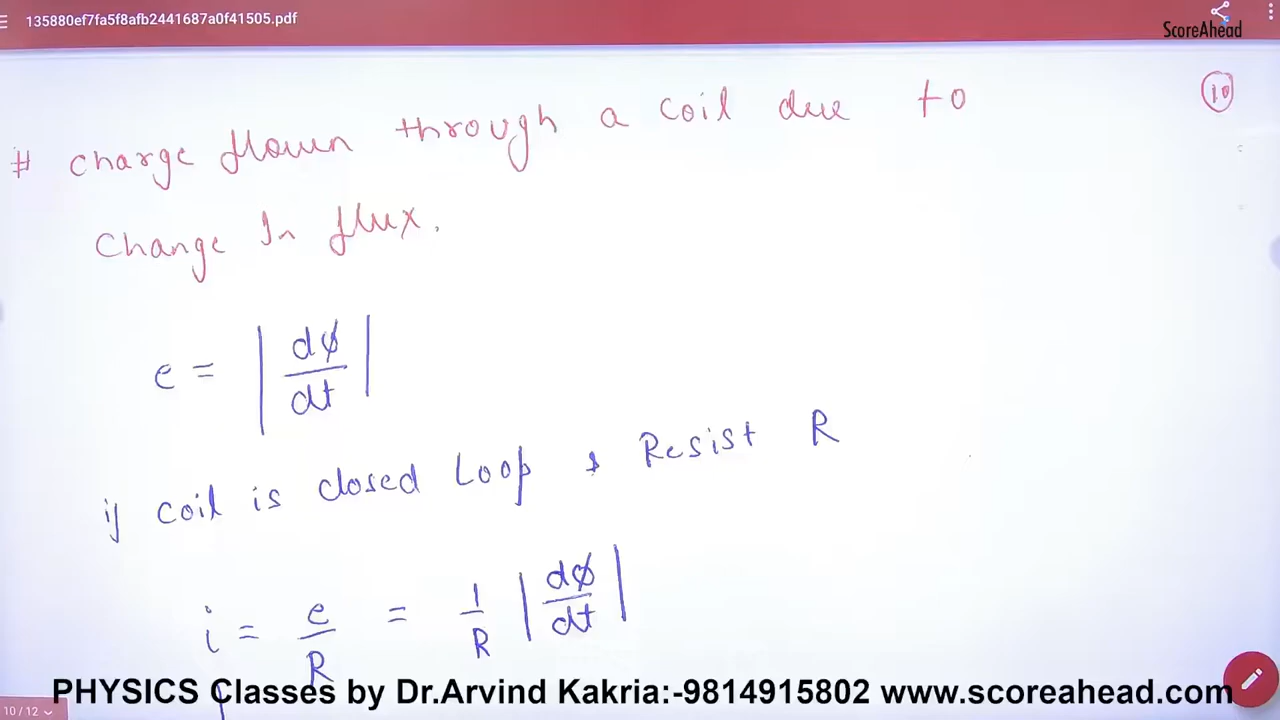 135880ef7fa5f8afb2441687a0f41505.pdf
ScoreAhead
10
# Charge flown through a coil due to
Change In flux.
e = |dϕ/dt|
if coil is closed Loop & Resist R
i = e/R = 1/R |dϕ/dt|
PHYSICS Classes by Dr.Arvind Kakria:-9814915802 www.scoreahead.com
10 / 12